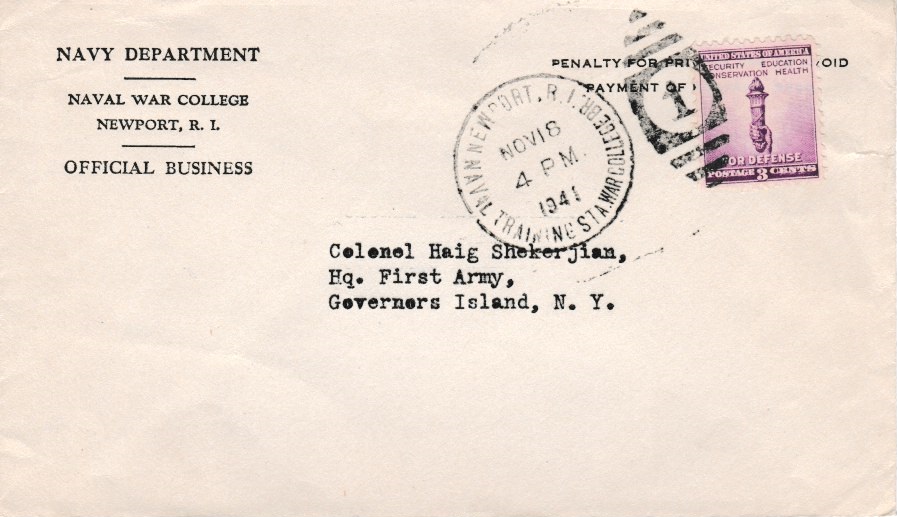 NAVY DEPARTMENT
NAVAL WAR COLLEGE
NEWPORT, R. I.
OFFICIAL BUSINESS
PENALTY FOR PRI OID
PAYMENT OF
NEWPORT, R. I. BR.
NOV 18
4 P M.
1941
NAVAL TRAINING STA. WAR COLLEGE
1
UNITED STATES OF AMERICA
SECURITY EDUCATION
CONSERVATION HEALTH
FOR DEFENSE
POSTAGE 3 CENTS
Colonel Haig Shekerjian,
Hq. First Army,
Governors Island, N. Y.